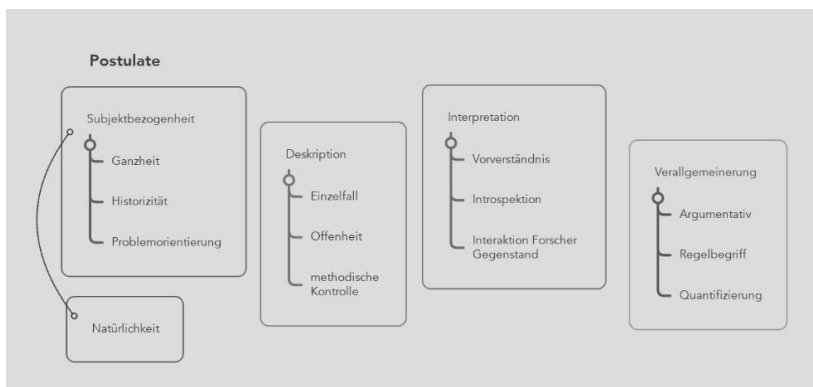 Postulate
Subjektbezogenheit
Ganzheit
Historizität
Problemorientierung
Natürlichkeit
Deskription
Einzelfall
Offenheit
methodische
Kontrolle
Interpretation
Vorverständnis
Introspektion
Interaktion Forscher
Gegenstand
Verallgemeinerung
Argumentativ
Regelbegriff
Quantifizierung